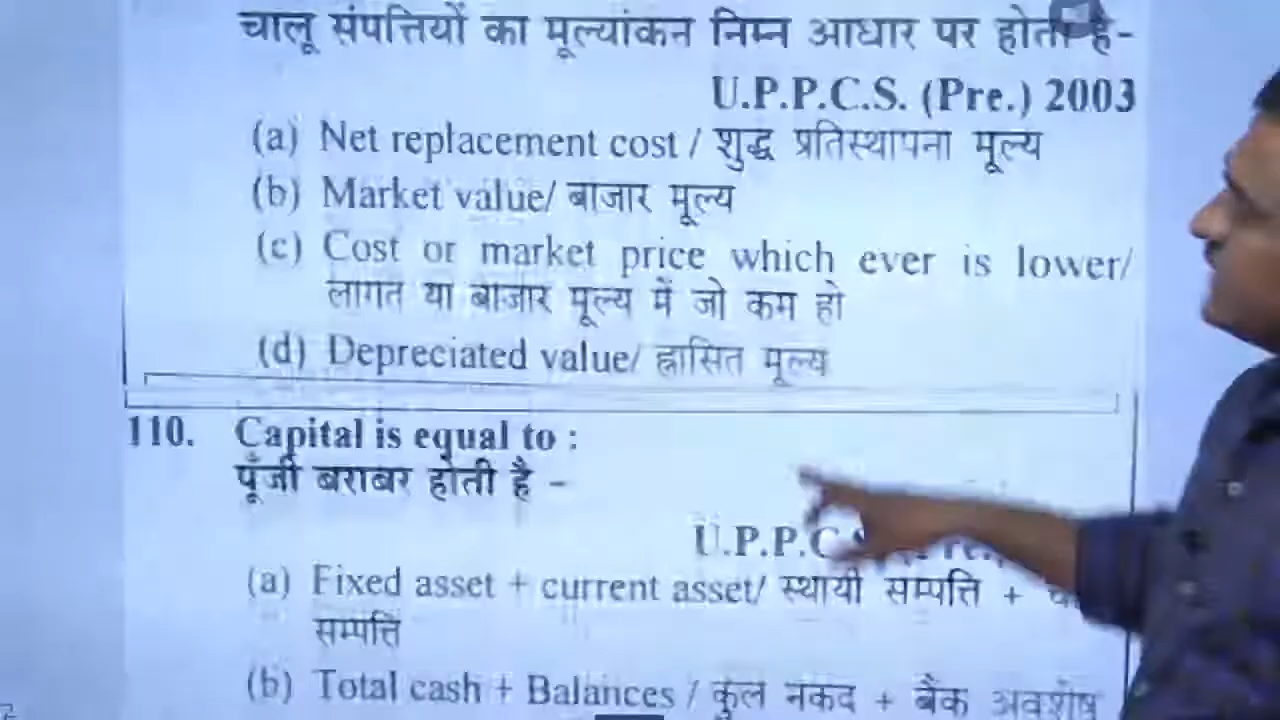 चालू संपत्तियों का मूल्यांकन निम्न आधार पर होता है-
U.P.P.C.S. (Pre.) 2003
(a) Net replacement cost / शुद्ध प्रतिस्थापना मूल्य
(b) Market value/ बाजार मूल्य
(c) Cost or market price which ever is lower/
लागत या बाजार मूल्य में जो कम हो
(d) Depreciated value/ ह्रासित मूल्य
110. Capital is equal to :
पूँजी बराबर होती है -
U.P.P.C.
(a) Fixed asset + current asset/ स्थायी सम्पत्ति +
सम्पत्ति
(b) Total cash + Balances / कुल नकद + बैंक अवशेष